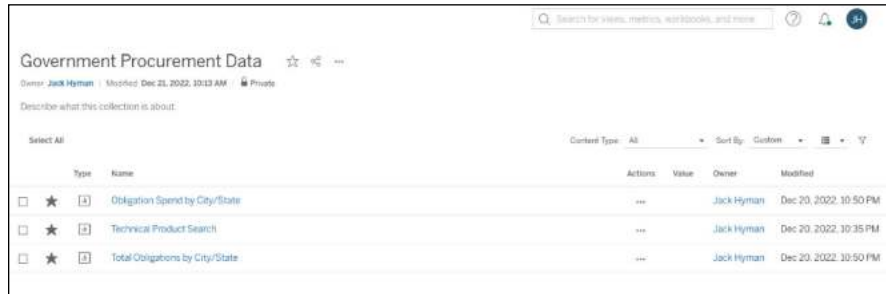 Search for views, metrics, workbooks, and more
JH
Government Procurement Data
Owner Jack Hyman Modified Dec 21, 2022, 10:13 AM Private
Describe what this collection is about.
Select All Content Type: All Sort By: Custom
Type Name Actions Value Owner Modified
Obligation Spend by City/State ... Jack Hyman Dec 20, 2022, 10:50 PM
Technical Product Search ... Jack Hyman Dec 20, 2022, 10:35 PM
Total Obligations by City/State ... Jack Hyman Dec 20, 2022, 10:50 PM